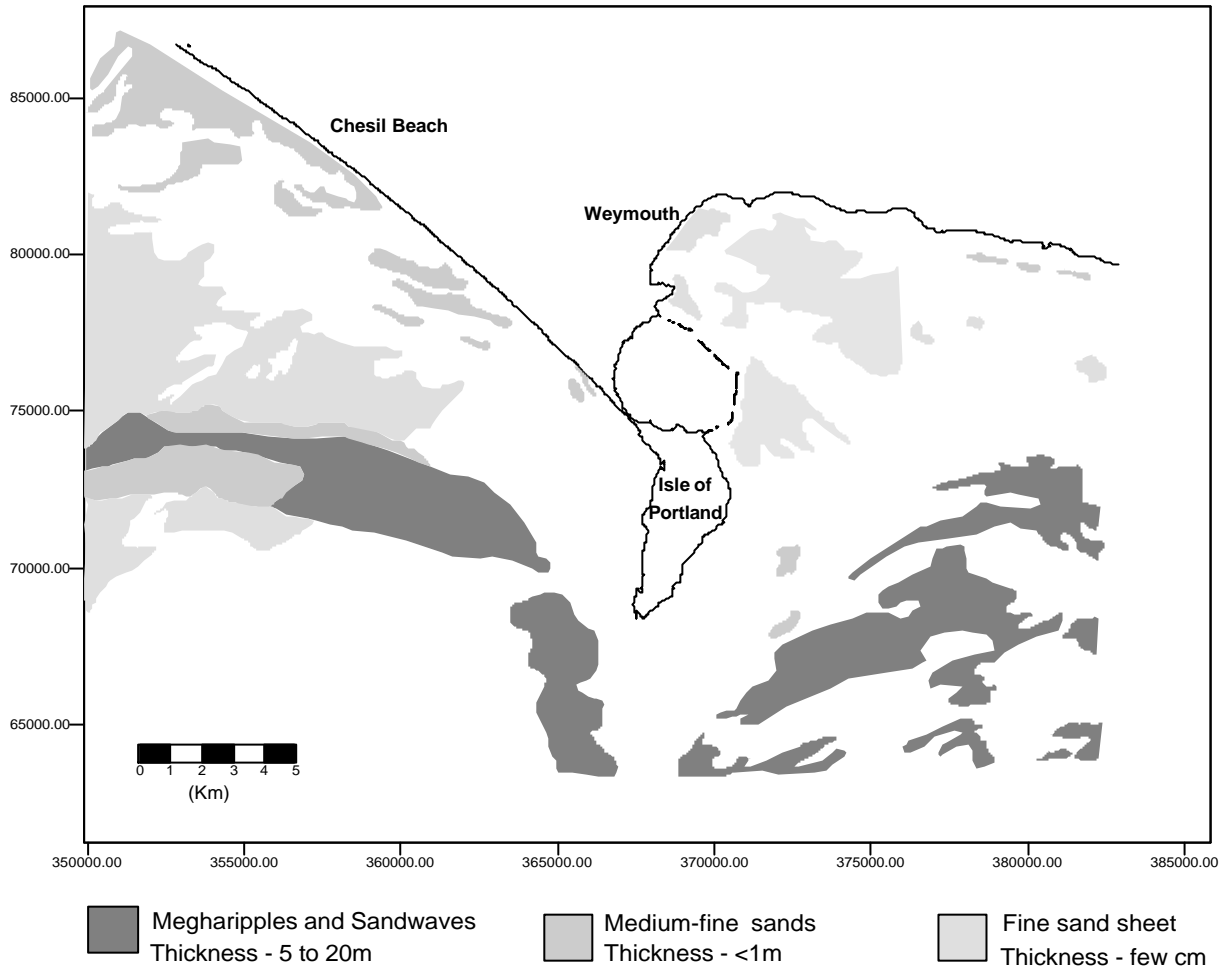 85000.00
Chesil Beach
Weymouth
80000.00
75000.00
Isle of
Portland
70000.00
65000.00
0 1 2 3 4 5
(Km)
350000.00 355000.00 360000.00 365000.00 370000.00 375000.00 380000.00 385000.00
Megharipples and Sandwaves
Thickness - 5 to 20m
Medium-fine sands
Thickness - <1m
Fine sand sheet
Thickness - few cm